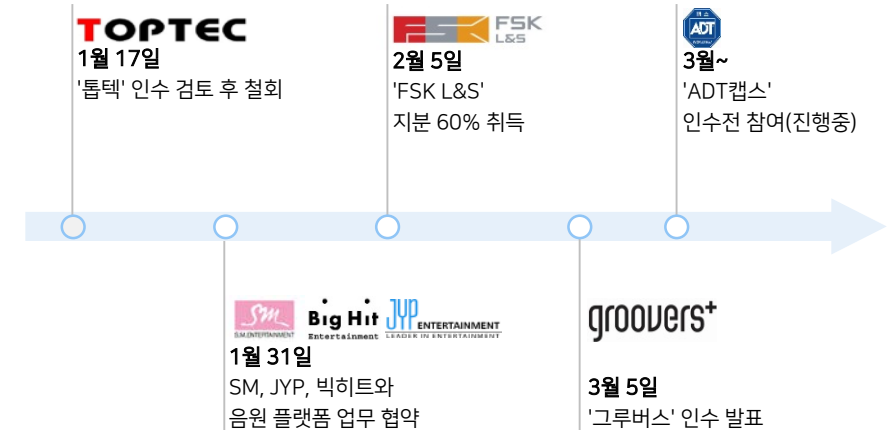 TOPTEC
1월 17일
'톱텍' 인수 검토 후 철회
FSK
L&S
2월 5일
'FSK L&S'
지분 60% 취득
ADT
3월~
'ADT캡스'
인수전 참여(진행중)
SM
S.M.ENTERTAINMENT
Big Hit
Entertainment
JYP ENTERTAINMENT
LEADER IN ENTERTAINMENT
1월 31일
SM, JYP, 빅히트와
음원 플랫폼 업무 협약
groovers+
3월 5일
'그루버스' 인수 발표